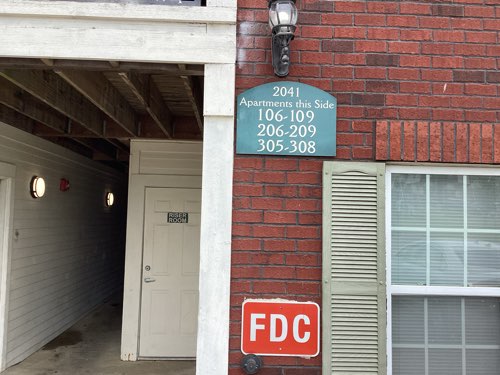 2041
Apartments this Side
106-109
206-209
305-308
RISER
ROOM
FDC